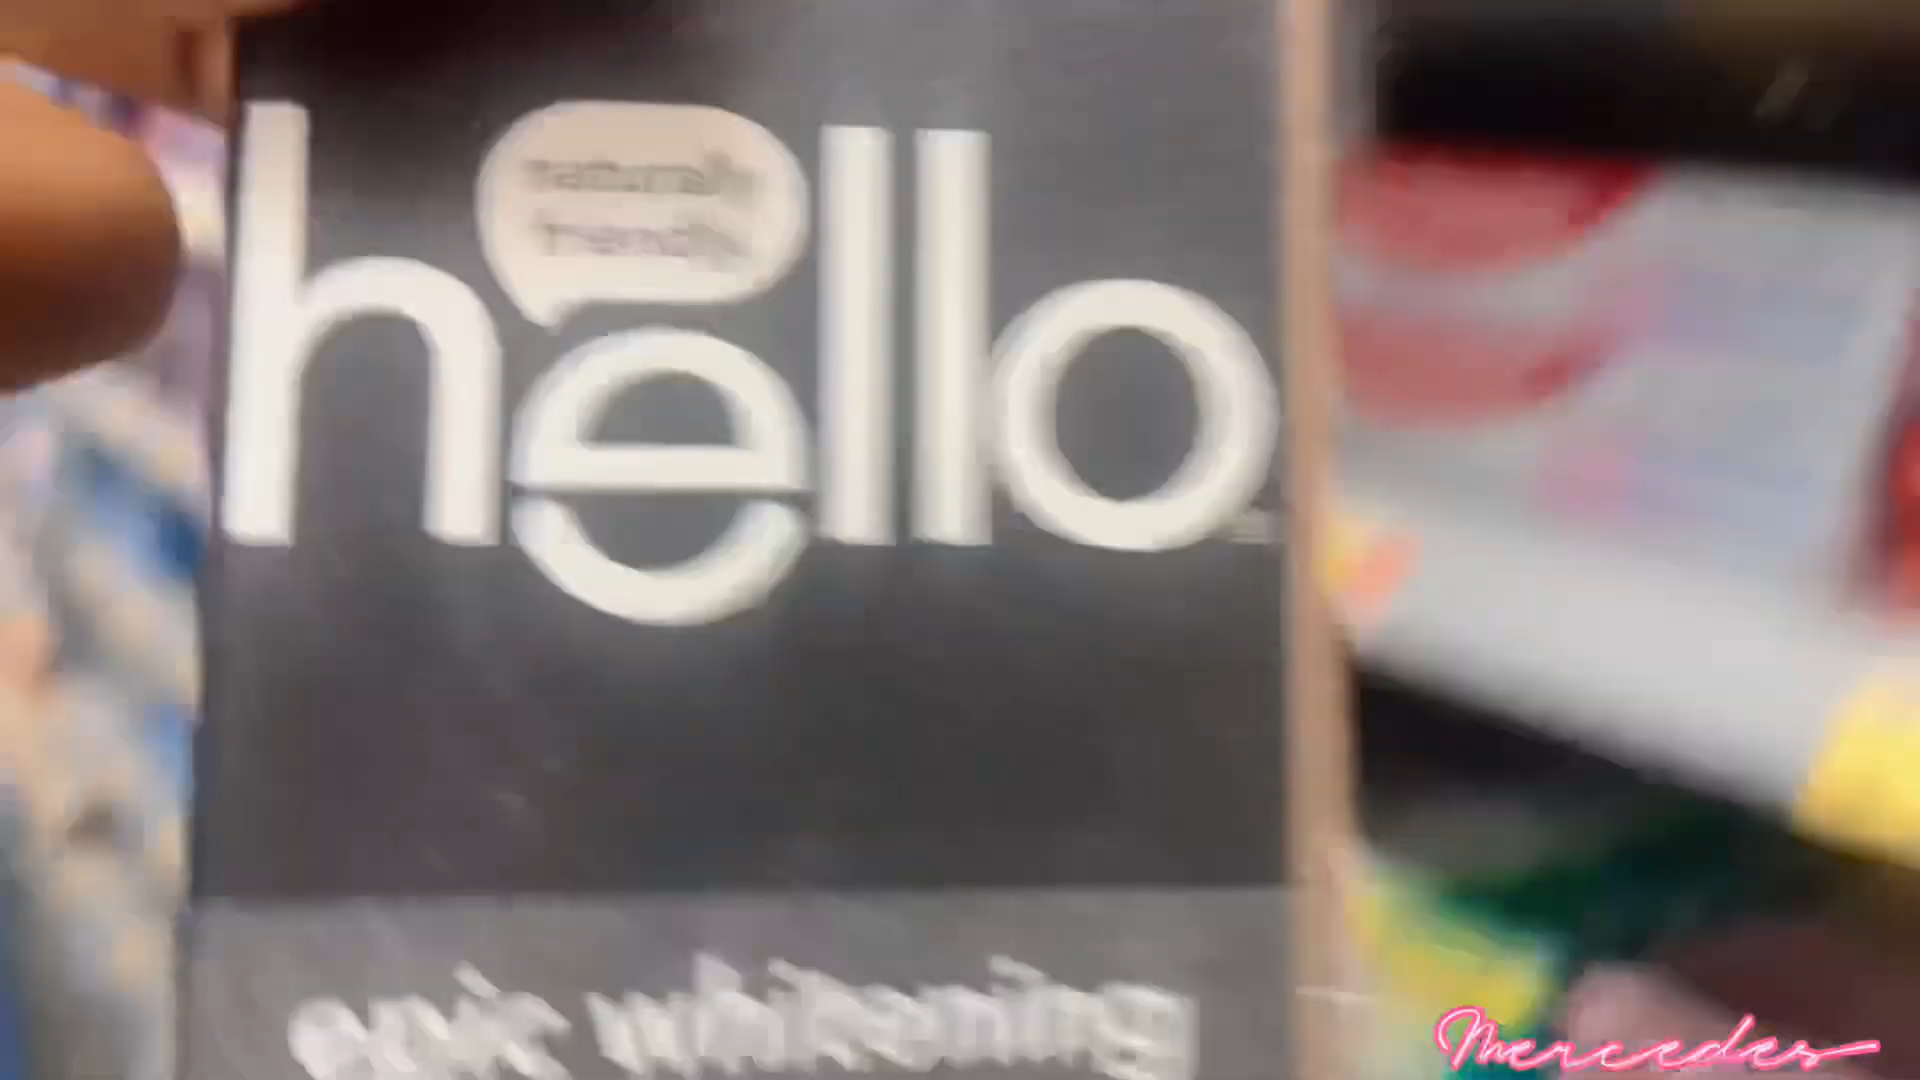 naturally
friendly
hello
epic whitening
Mercedes